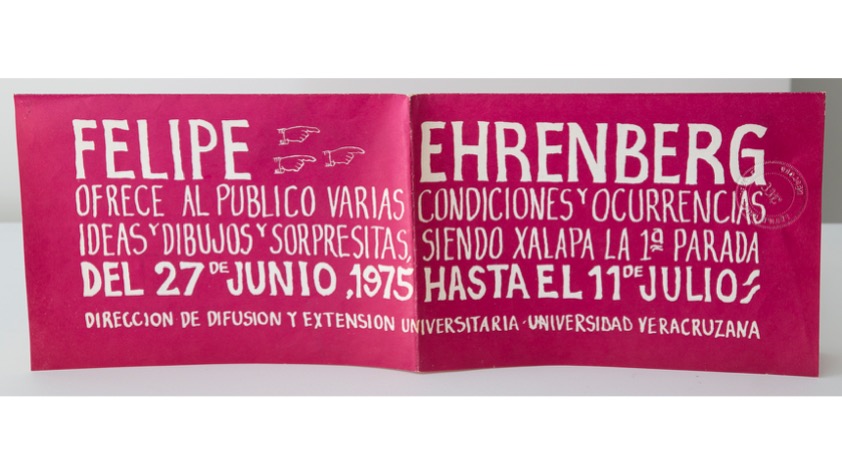 FELIPE EHRENBERG
OFRECE AL PUBLICO VARIAS CONDICIONES Y OCURRENCIAS
IDEAS Y DIBUJOS Y SORPRESITAS, SIENDO XALAPA LA 1ª PARADA
DEL 27 DE JUNIO, 1975 HASTA EL 11 DE JULIO
DIRECCION DE DIFUSION Y EXTENSION UNIVERSITARIA-UNIVERSIDAD VERACRUZANA